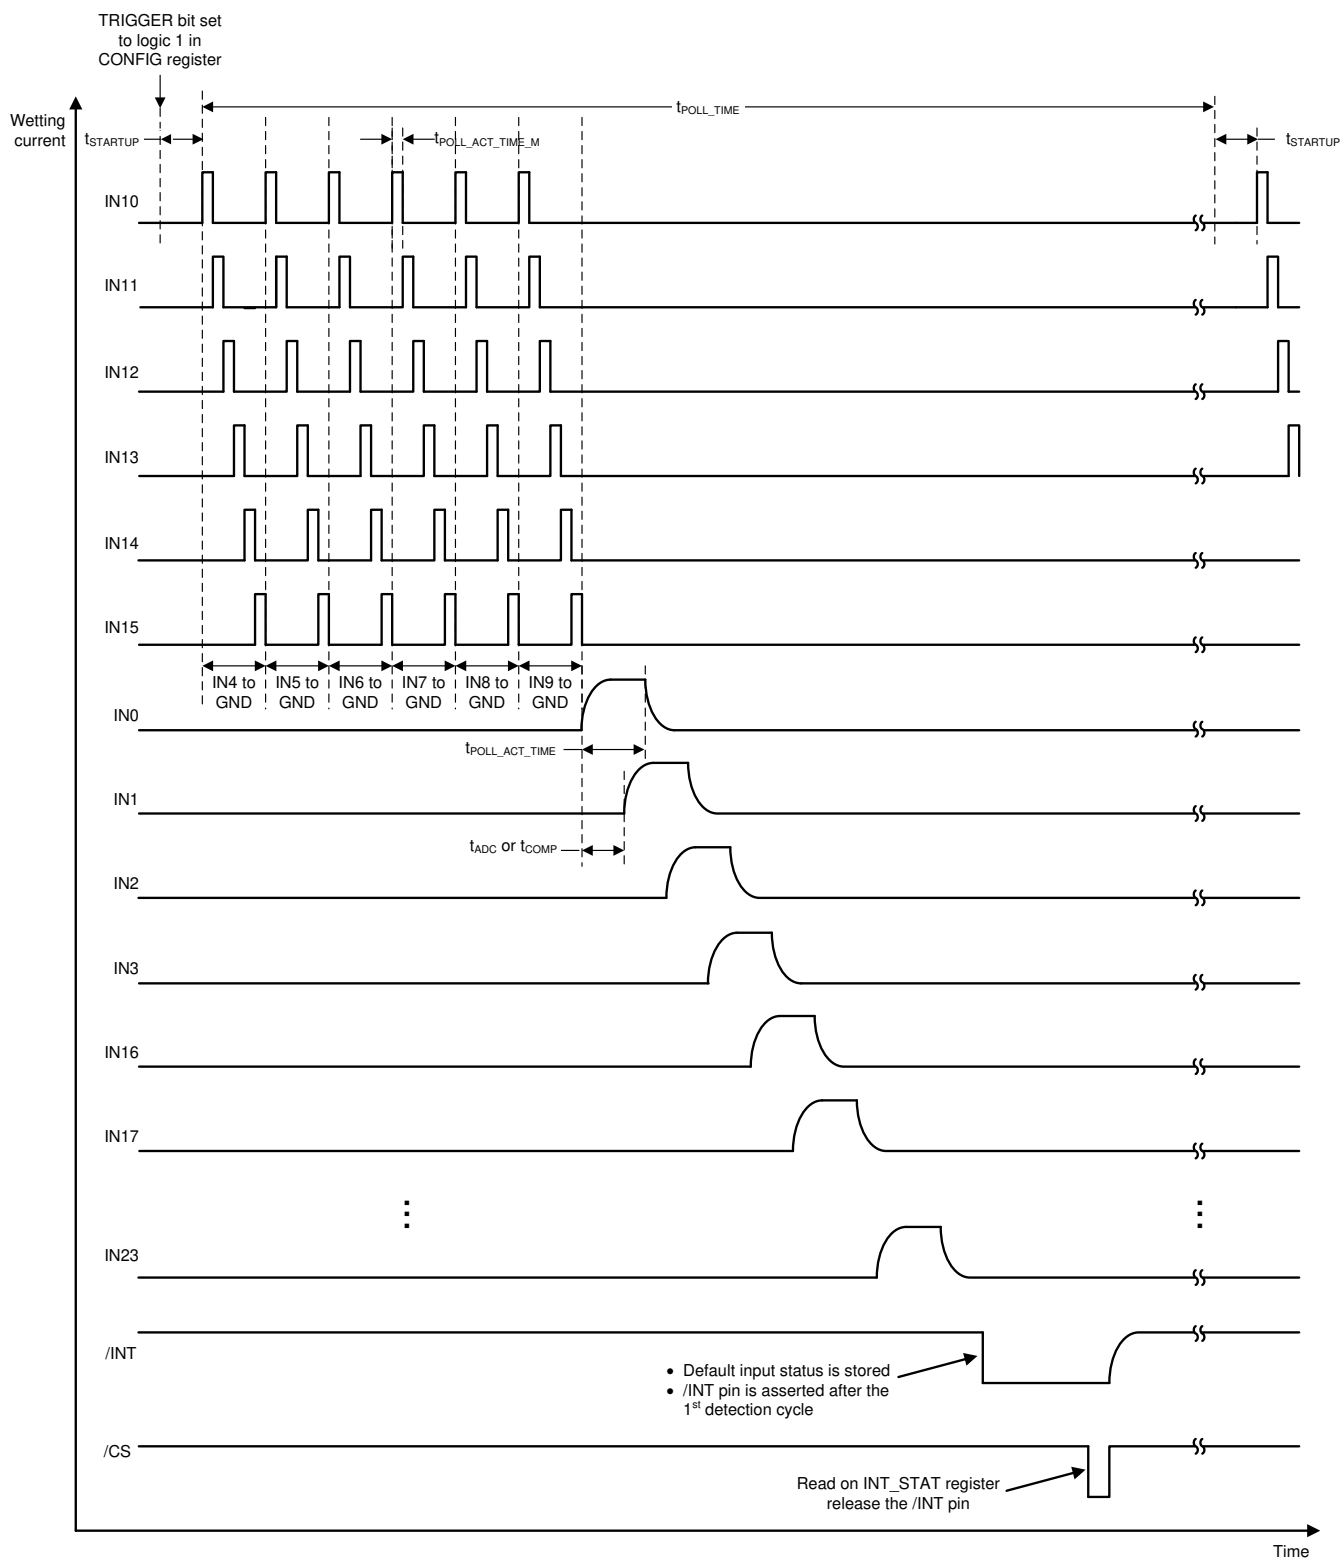 TRIGGER bit set
to logic 1 in
CONFIG register
Wetting
current
tSTARTUP
tPOLL_TIME
tPOLL_ACT_TIME_M
tSTARTUP
IN10
IN11
IN12
IN13
IN14
IN15
IN4 to
GND
IN5 to
GND
IN6 to
GND
IN7 to
GND
IN8 to
GND
IN9 to
GND
IN0
tPOLL_ACT_TIME
IN1
tADC or tCOMP
IN2
IN3
IN16
IN17
IN23
/INT
• Default input status is stored
• /INT pin is asserted after the
1st detection cycle
/CS
Read on INT_STAT register
release the /INT pin
Time